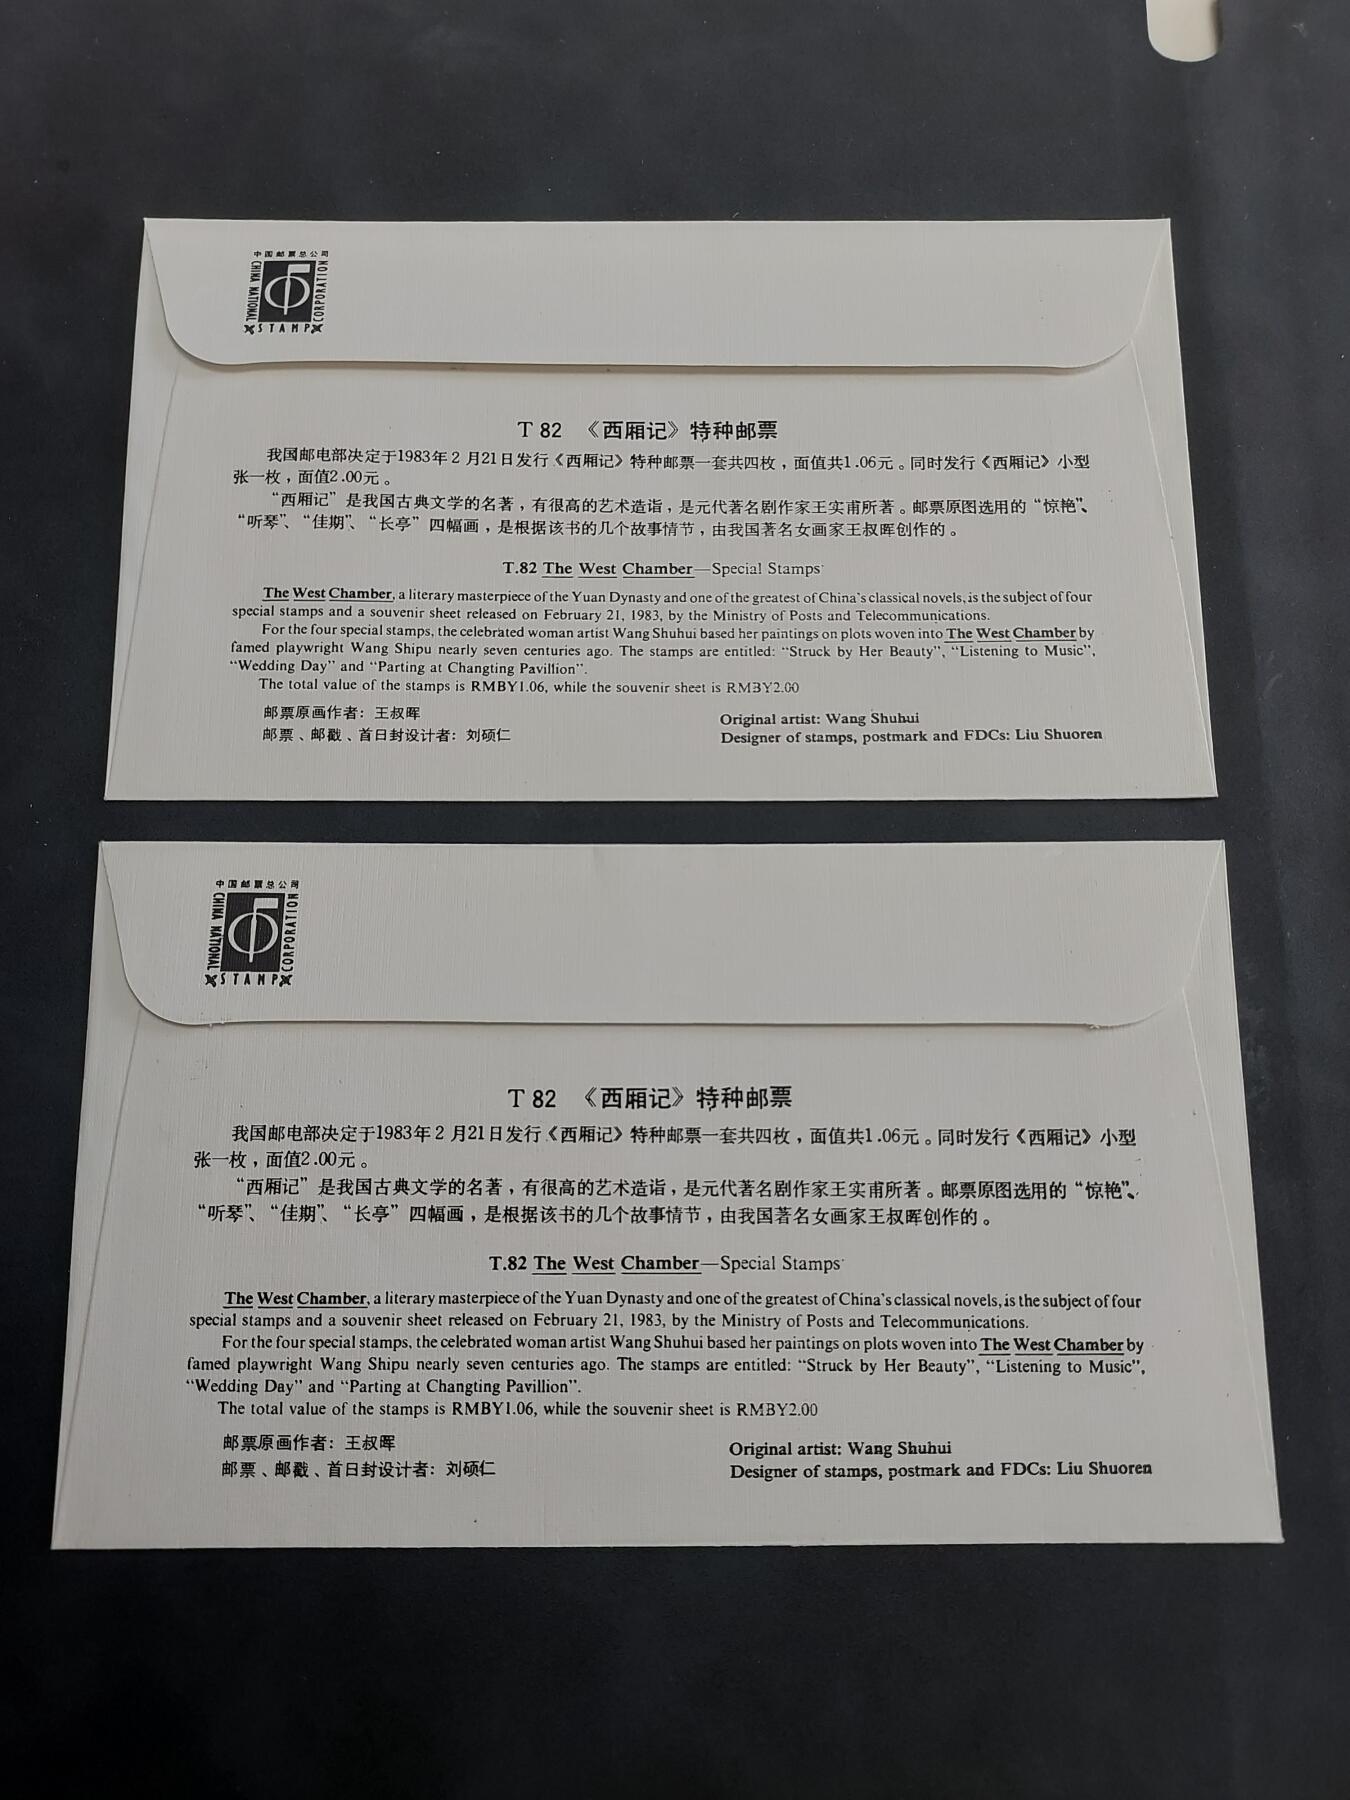 中国邮票总公司
CHINA NATIONAL
STAMP
CORPORATION
T 82 《西厢记》特种邮票
我国邮电部决定于1983年2月21日发行《西厢记》特种邮票一套共四枚，面值共1.06元。同时发行《西厢记》小型
张一枚，面值2.00元。
“西厢记”是我国古典文学的名著，有很高的艺术造诣，是元代著名剧作家王实甫所著。邮票原图选用的“惊艳”、
“听琴”、“佳期”、“长亭”四幅画，是根据该书的几个故事情节，由我国著名女画家王叔晖创作的。
T.82 The West Chamber—Special Stamps
The West Chamber, a literary masterpiece of the Yuan Dynasty and one of the greatest of China's classical novels, is the subject of four
special stamps and a souvenir sheet released on February 21, 1983, by the Ministry of Posts and Telecommunications.
For the four special stamps, the celebrated woman artist Wang Shuhui based her paintings on plots woven into The West Chamber by
famed playwright Wang Shipu nearly seven centuries ago. The stamps are entitled: “Struck by Her Beauty”, “Listening to Music”,
“Wedding Day” and “Parting at Changting Pavillion”.
The total value of the stamps is RMBY1.06, while the souvenir sheet is RMBY2.00
邮票原画作者：王叔晖
邮票、邮戳、首日封设计者：刘硕仁
Original artist: Wang Shuhui
Designer of stamps, postmark and FDCs: Liu Shuoren
中国邮票总公司
CHINA NATIONAL
STAMP
CORPORATION
T 82 《西厢记》特种邮票
我国邮电部决定于1983年2月21日发行《西厢记》特种邮票一套共四枚，面值共1.06元。同时发行《西厢记》小型
张一枚，面值2.00元。
“西厢记”是我国古典文学的名著，有很高的艺术造诣，是元代著名剧作家王实甫所著。邮票原图选用的“惊艳”、
“听琴”、“佳期”、“长亭”四幅画，是根据该书的几个故事情节，由我国著名女画家王叔晖创作的。
T.82 The West Chamber—Special Stamps
The West Chamber, a literary masterpiece of the Yuan Dynasty and one of the greatest of China's classical novels, is the subject of four
special stamps and a souvenir sheet released on February 21, 1983, by the Ministry of Posts and Telecommunications.
For the four special stamps, the celebrated woman artist Wang Shuhui based her paintings on plots woven into The West Chamber by
famed playwright Wang Shipu nearly seven centuries ago. The stamps are entitled: “Struck by Her Beauty”, “Listening to Music”,
“Wedding Day” and “Parting at Changting Pavillion”.
The total value of the stamps is RMBY1.06, while the souvenir sheet is RMBY2.00
邮票原画作者：王叔晖
邮票、邮戳、首日封设计者：刘硕仁
Original artist: Wang Shuhui
Designer of stamps, postmark and FDCs: Liu Shuoren